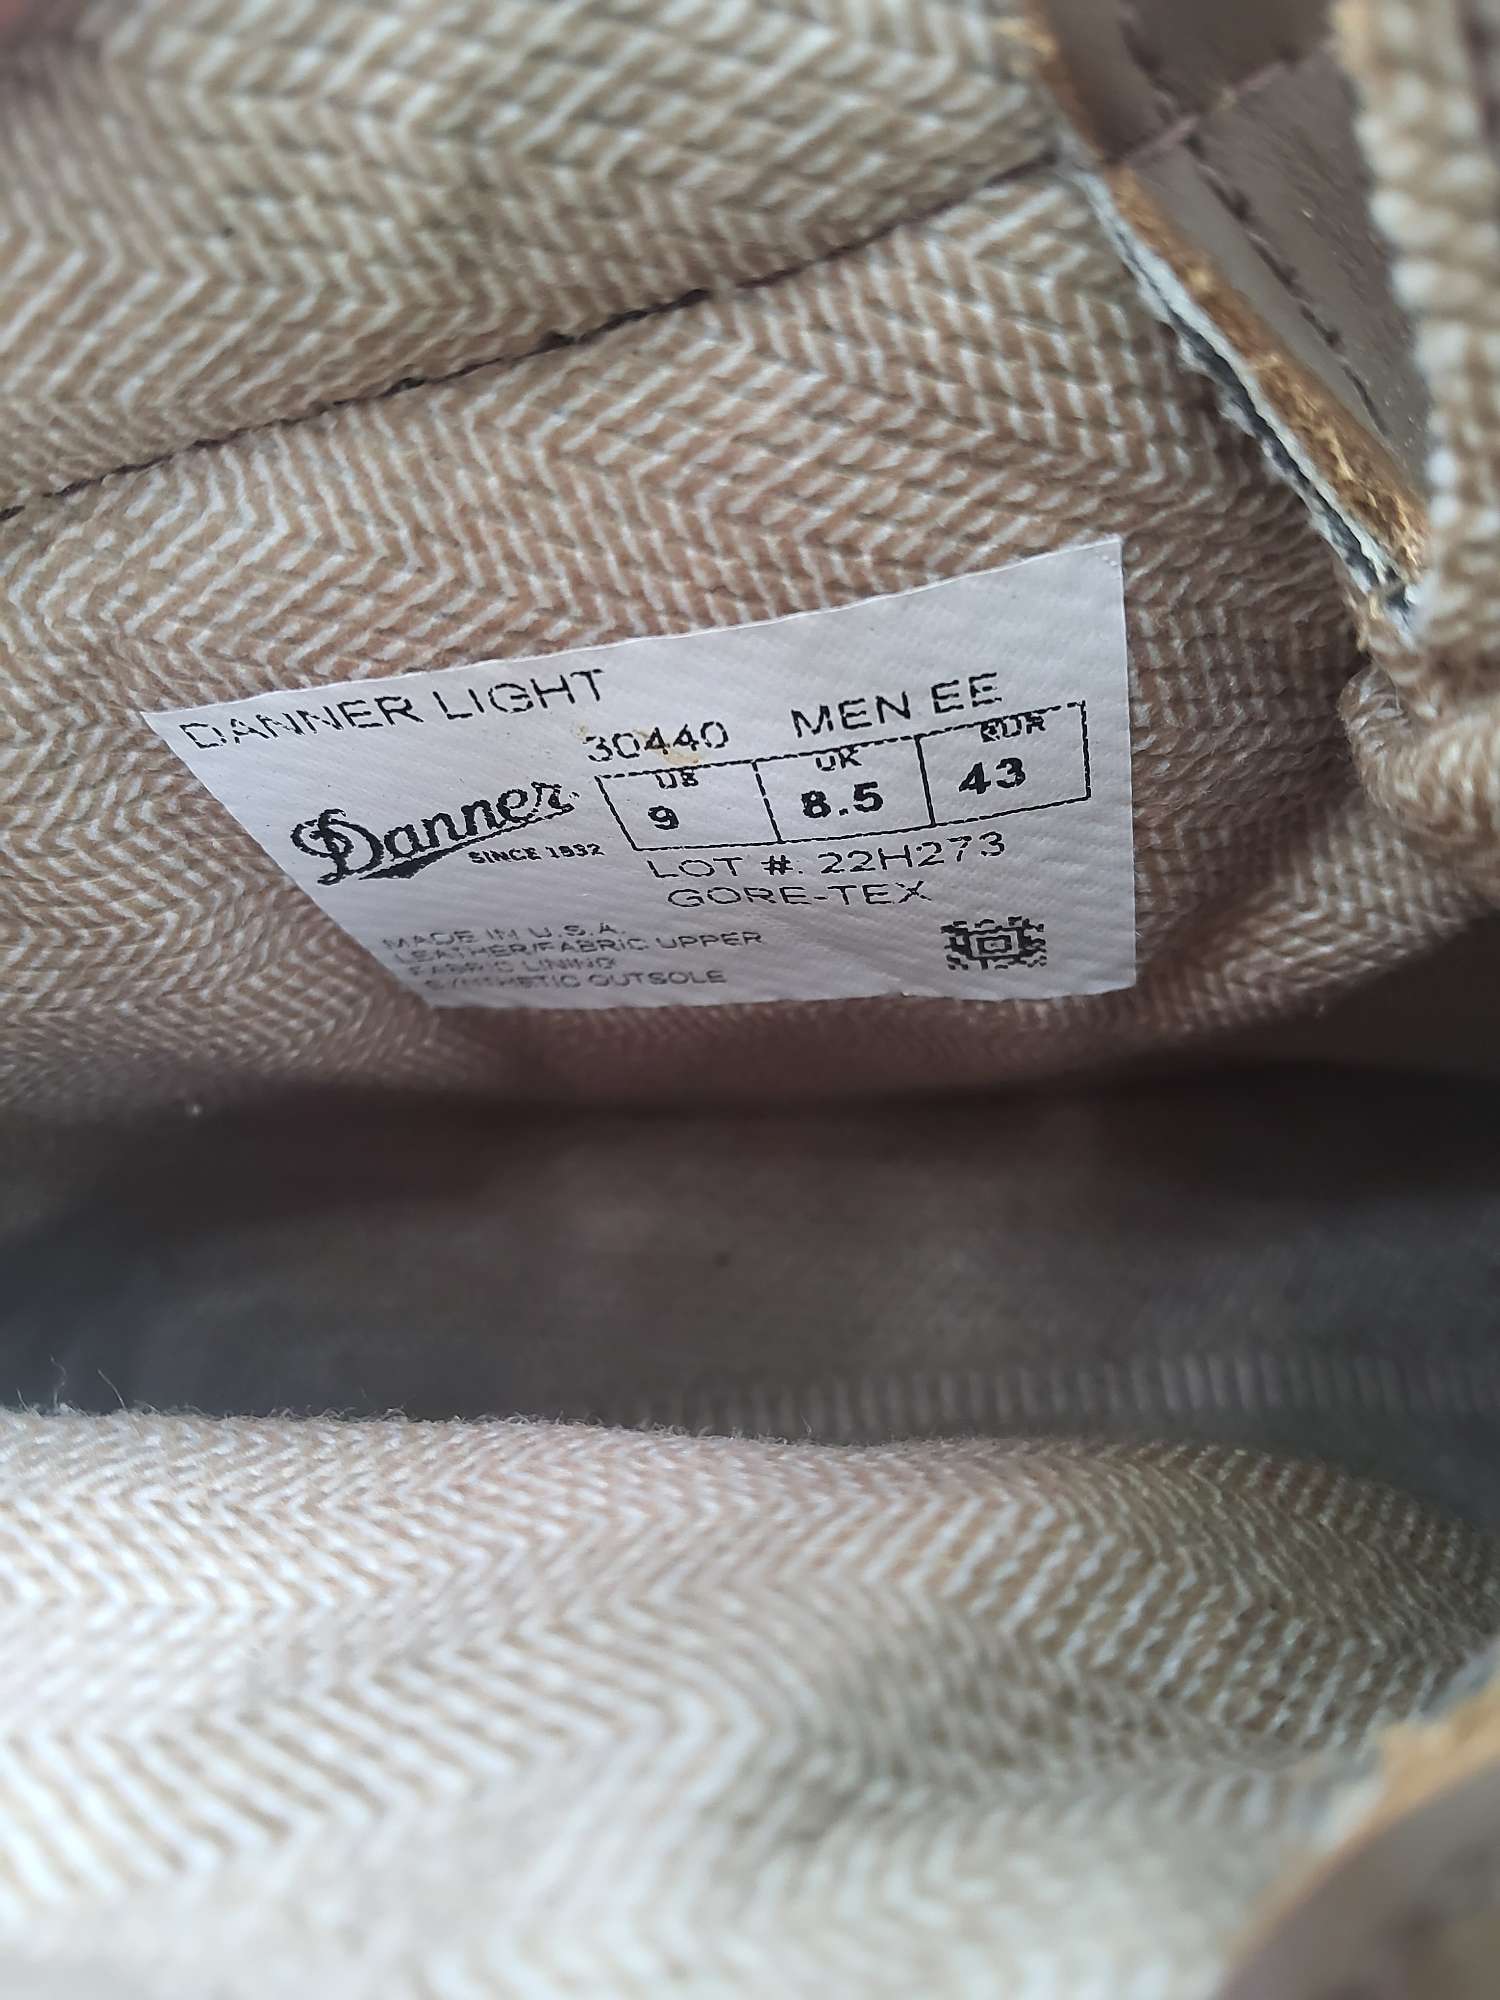 DANNER LIGHT
30440 MEN EE
US UK EUR
9 8.5 43
Danner
SINCE 1932
LOT #: 22H273
GORE-TEX
MADE IN U.S.A.
LEATHER/FABRIC UPPER
FABRIC LINING
SYNTHETIC OUTSOLE